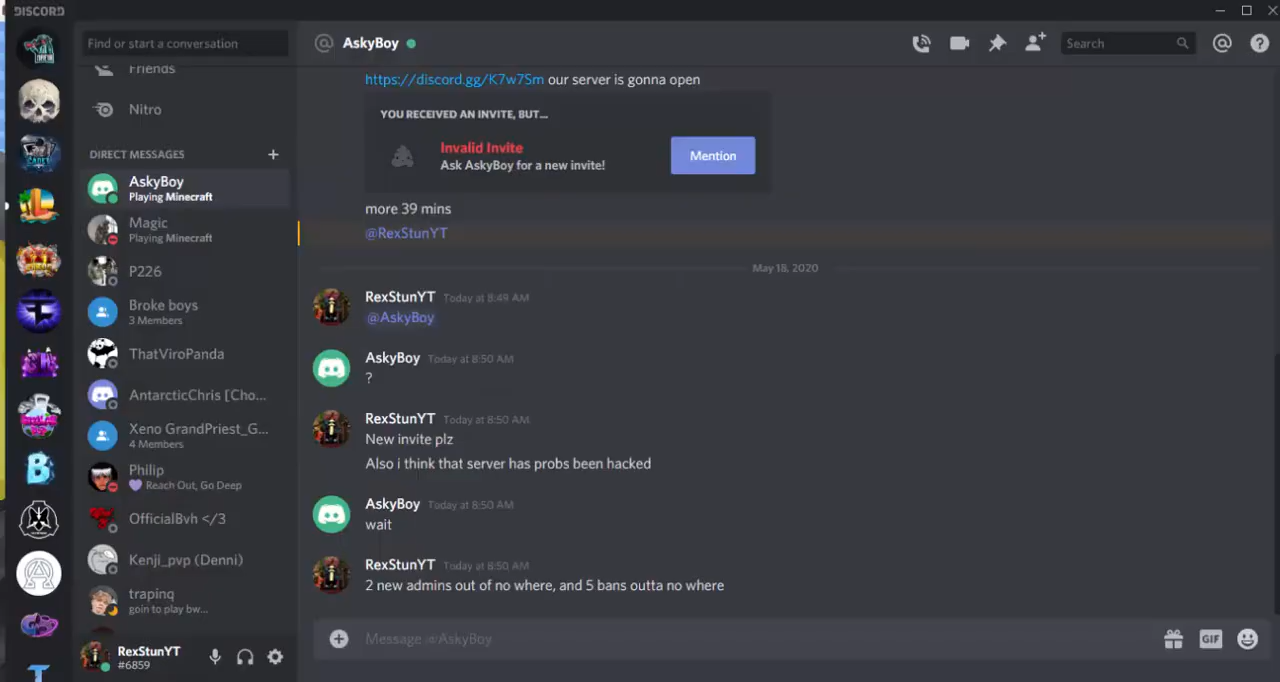 DISCORD
Find or start a conversation
Friends
Nitro
DIRECT MESSAGES
AskyBoy
Playing Minecraft
Magic
Playing Minecraft
P226
Broke boys
3 Members
ThatViroPanda
AntarcticChris [Cho...
Xeno GrandPriest_G...
4 Members
Philip
Reach Out, Go Deep
OfficialBvh </3
Kenji_pvp (Denni)
trapinq
goin to play bw...
RexStunYT
#6859
AskyBoy
Search
https://discord.gg/K7w7Sm our server is gonna open
YOU RECEIVED AN INVITE, BUT...
Invalid Invite
Ask AskyBoy for a new invite!
Mention
more 39 mins
@RexStunYT
May 18, 2020
RexStunYT Today at 8:49 AM
@AskyBoy
AskyBoy Today at 8:50 AM
?
RexStunYT Today at 8:50 AM
New invite plz
Also i think that server has probs been hacked
AskyBoy Today at 8:50 AM
wait
RexStunYT Today at 8:50 AM
2 new admins out of no where, and 5 bans outta no where
Message @AskyBoy
GIF